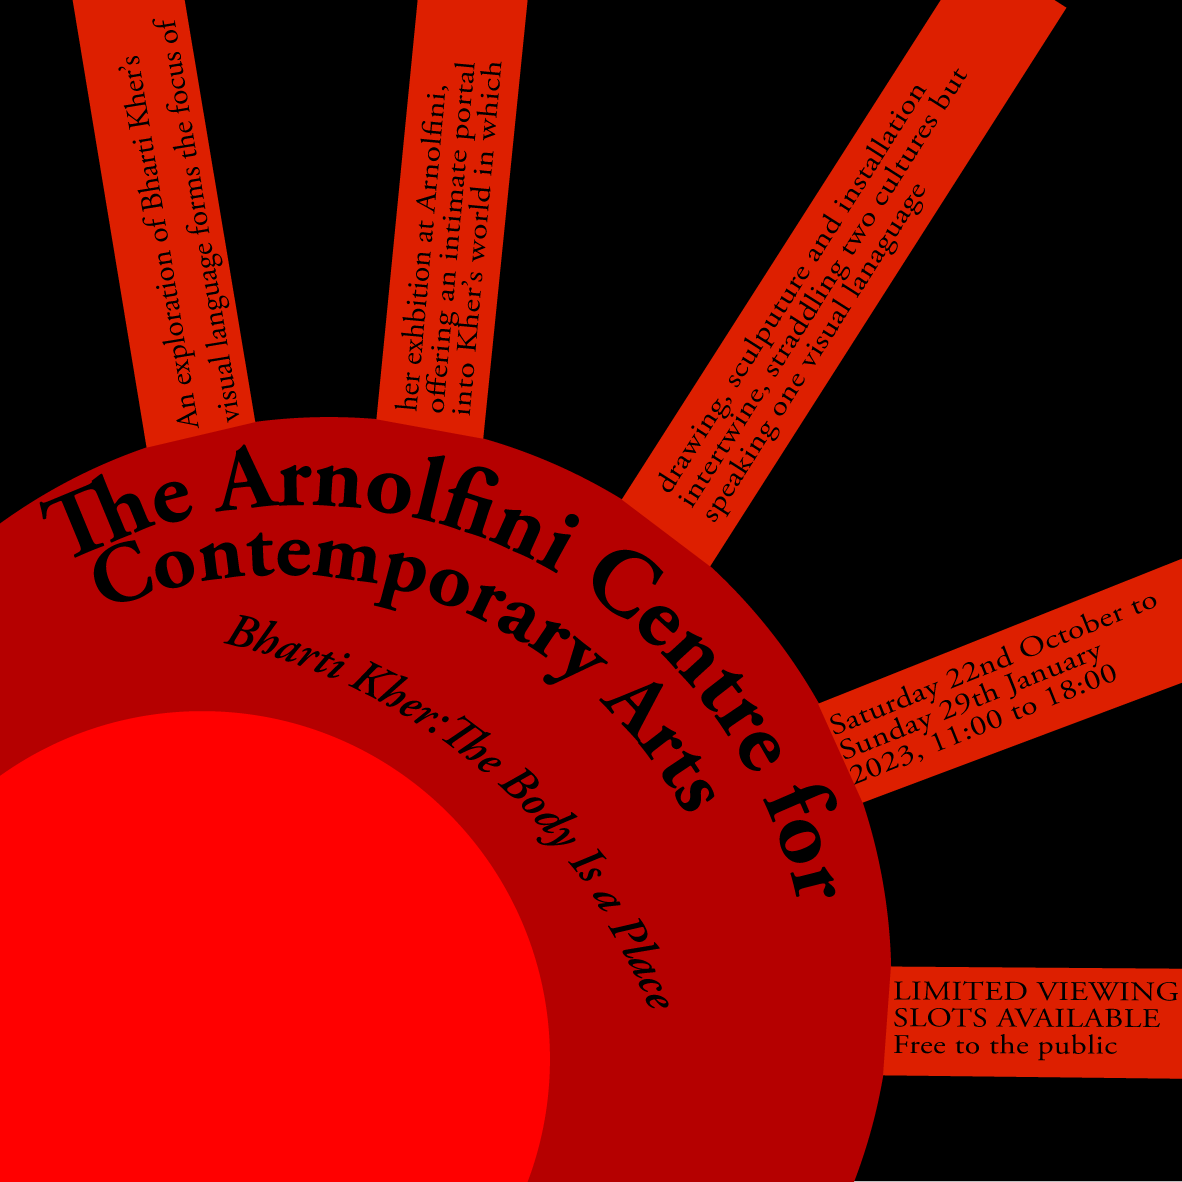 The Arnolfini Centre for
Contemporary Arts
Bharti Kher: The Body Is a Place
An exploration of Bharti Kher's
visual language forms the focus of
her exhbition at Arnolfini,
offering an intimate portal
into Kher's world in which
drawing, sculputure and installation
intertwine, straddling two cultures but
speaking one visual lanaguage
Saturday 22nd October to
Sunday 29th January
2023, 11:00 to 18:00
LIMITED VIEWING
SLOTS AVAILABLE
Free to the public